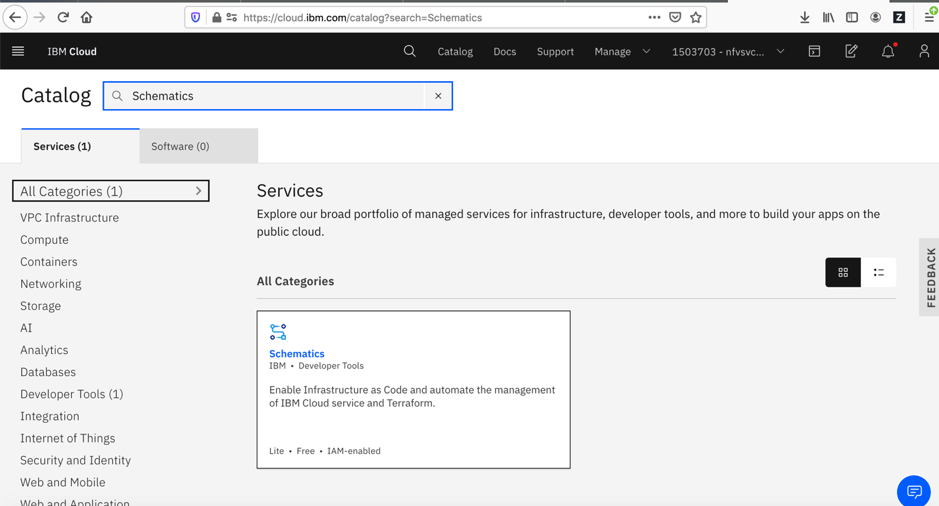 https://cloud.ibm.com/catalog?search=Schematics
Z
IBM Cloud
Catalog
Docs
Support
Manage
1503703 - nfvsvc...
Catalog
Schematics
Services (1)
Software (0)
All Categories (1)
VPC Infrastructure
Compute
Containers
Networking
Storage
AI
Analytics
Databases
Developer Tools (1)
Integration
Internet of Things
Security and Identity
Web and Mobile
Web and Application
Services
Explore our broad portfolio of managed services for infrastructure, developer tools, and more to build your apps on the
public cloud.
All Categories
Schematics
IBM • Developer Tools
Enable Infrastructure as Code and automate the management
of IBM Cloud service and Terraform.
Lite • Free • IAM-enabled
FEEDBACK